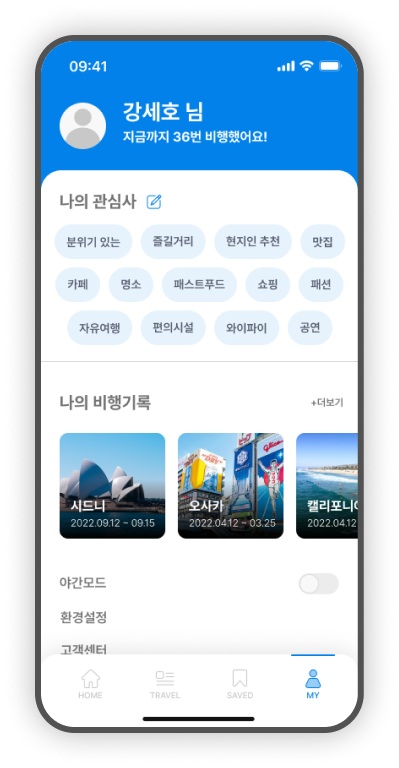 09:41
강세호 님
지금까지 36번 비행했어요!
나의 관심사
분위기 있는 즐길거리 현지인 추천 맛집
카페 명소 패스트푸드 쇼핑 패션
자유여행 편의시설 와이파이 공연
나의 비행기록 +더보기
시드니 오사카 캘리포니아
2022.09.12 - 09.15 2022.04.12 - 03.25 2022.04.12
야간모드
환경설정
고객센터
HOME TRAVEL SAVED MY